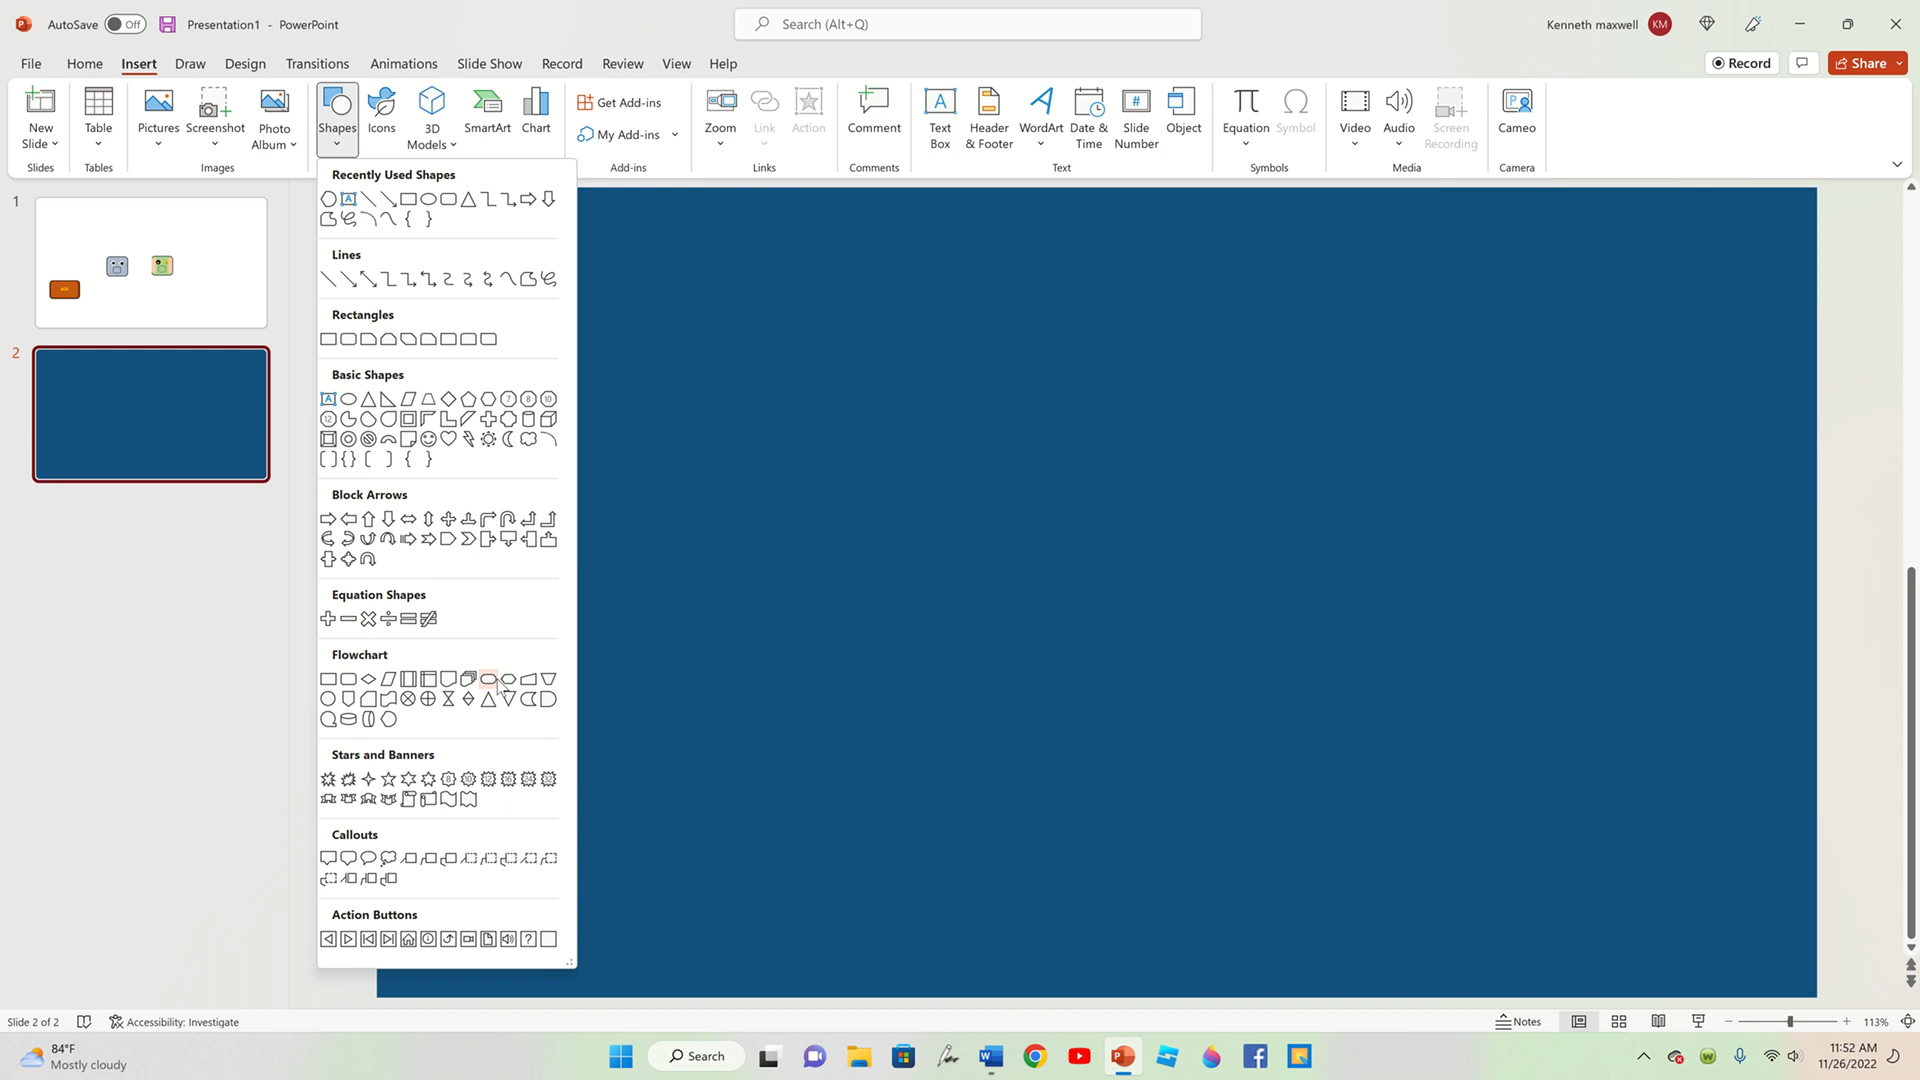 AutoSave Off Presentation1 - PowerPoint Search (Alt+Q) Kenneth maxwell KM
File Home Insert Draw Design Transitions Animations Slide Show Record Review View Help Record Share
New Slide Table Pictures Screenshot Photo Album Shapes Icons 3D Models SmartArt Chart Get Add-ins My Add-ins Zoom Link Action Comment Text Box Header & Footer WordArt Date & Time Slide Number Object Equation Symbol Video Audio Screen Recording Cameo
Slides Tables Images Add-ins Links Comments Text Symbols Media Camera
1
2
Recently Used Shapes
Lines
Rectangles
Basic Shapes
Block Arrows
Equation Shapes
Flowchart
Stars and Banners
Callouts
Action Buttons
Slide 2 of 2 Accessibility: Investigate Notes 113%
84°F
Mostly cloudy
Search
11:52 AM
11/26/2022